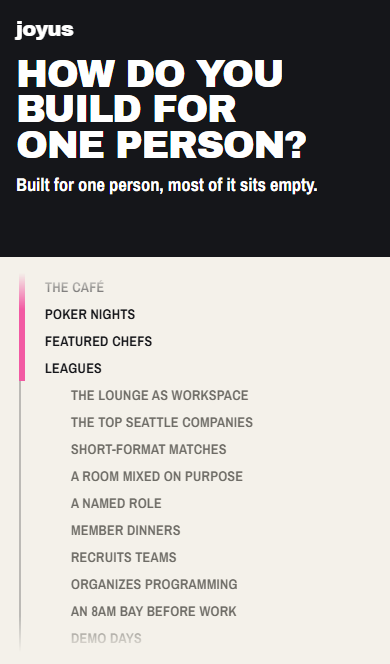 joyus
HOW DO YOU
BUILD FOR
ONE PERSON?
Built for one person, most of it sits empty.
THE CAFÉ
POKER NIGHTS
FEATURED CHEFS
LEAGUES
THE LOUNGE AS WORKSPACE
THE TOP SEATTLE COMPANIES
SHORT-FORMAT MATCHES
A ROOM MIXED ON PURPOSE
A NAMED ROLE
MEMBER DINNERS
RECRUITS TEAMS
ORGANIZES PROGRAMMING
AN 8AM BAY BEFORE WORK
DEMO DAYS